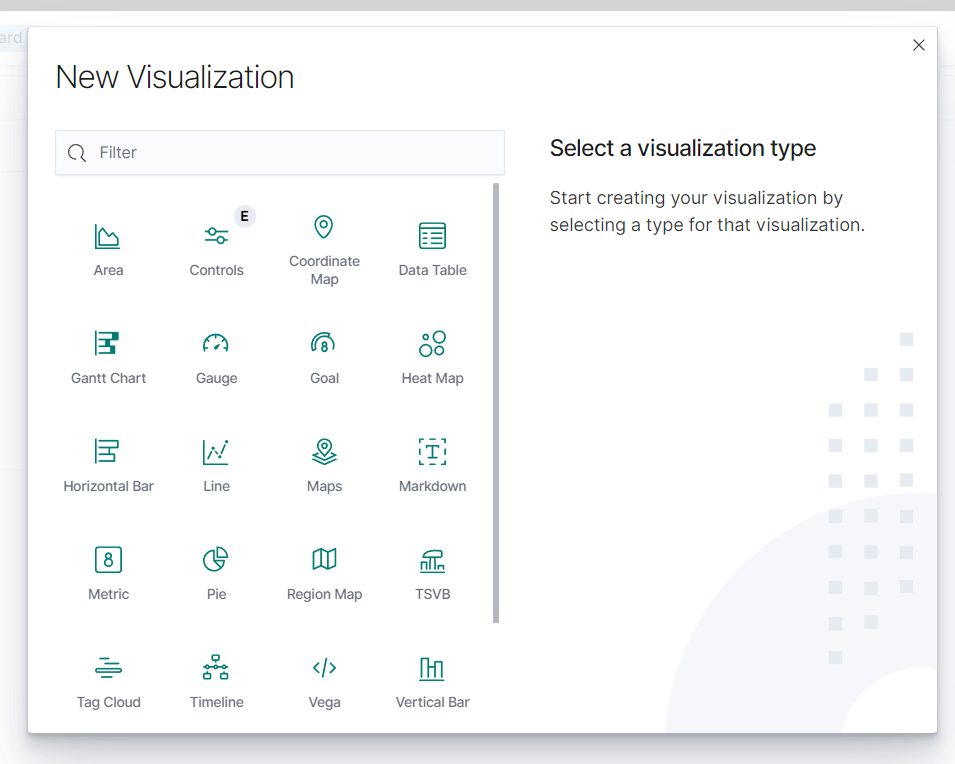 ard
New Visualization
Filter
Select a visualization type
Start creating your visualization by
selecting a type for that visualization.
E
Area
Controls
Coordinate
Map
Data Table
Gantt Chart
Gauge
8
Goal
Heat Map
Horizontal Bar
Line
Maps
T
Markdown
8
Metric
Pie
Region Map
TSVB
Tag Cloud
Timeline
</>
Vega
Vertical Bar